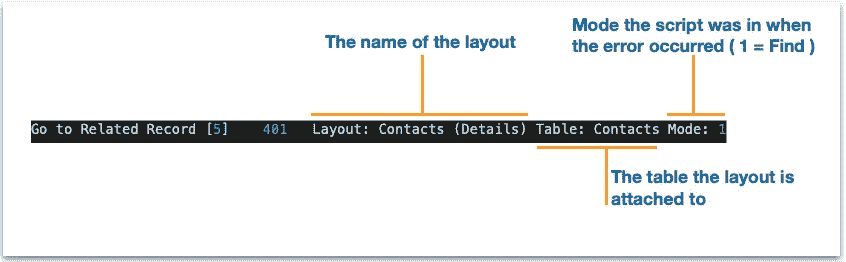 The name of the layout
Mode the script was in when
the error occurred ( 1 = Find )
Go to Related Record [5] 401 Layout: Contacts (Details) Table: Contacts Mode: 1
The table the layout is
attached to